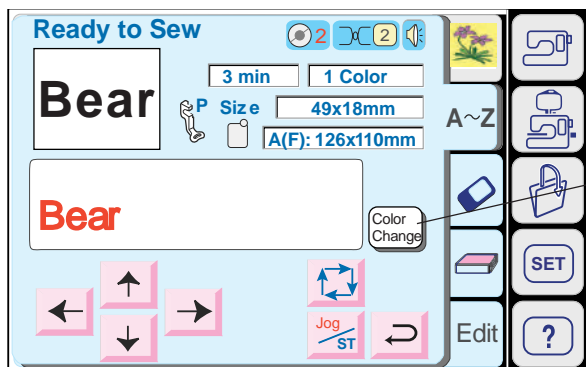 Ready to Sew
2
2
3 min
1 Color
Bear
P
Size
49x18mm
A~Z
A(F): 126x110mm
Bear
Color
Change
SET
Jog
ST
Edit
?